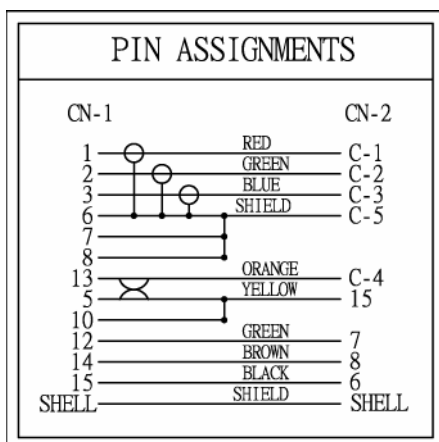 PIN ASSIGNMENTS
CN-1 CN-2
1 RED C-1
2 GREEN C-2
3 BLUE C-3
6 SHIELD C-5
7
8
13 ORANGE C-4
5 YELLOW 15
10
12 GREEN 7
14 BROWN 8
15 BLACK 6
SHELL SHIELD SHELL